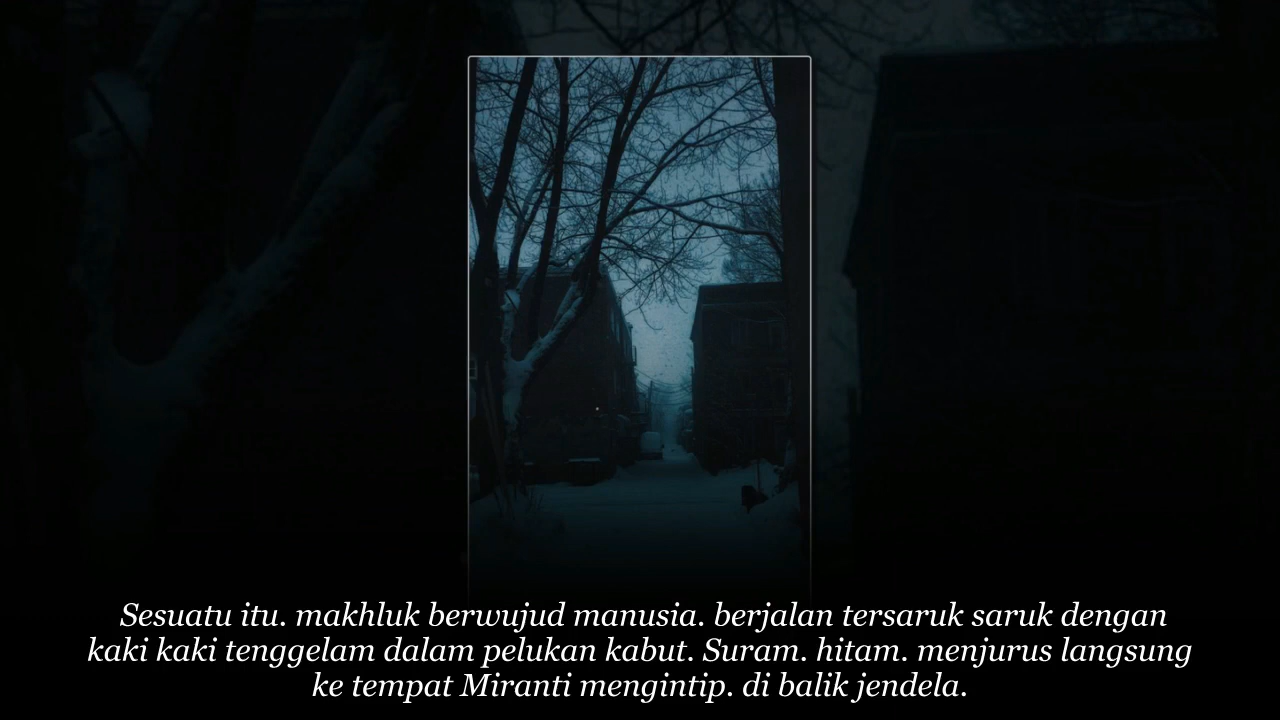 Sesuatu itu. makhluk berwujud manusia. berjalan tersaruk saruk dengan
kaki kaki tenggelam dalam pelukan kabut. Suram. hitam. menjurus langsung
ke tempat Miranti mengintip. di balik jendela.